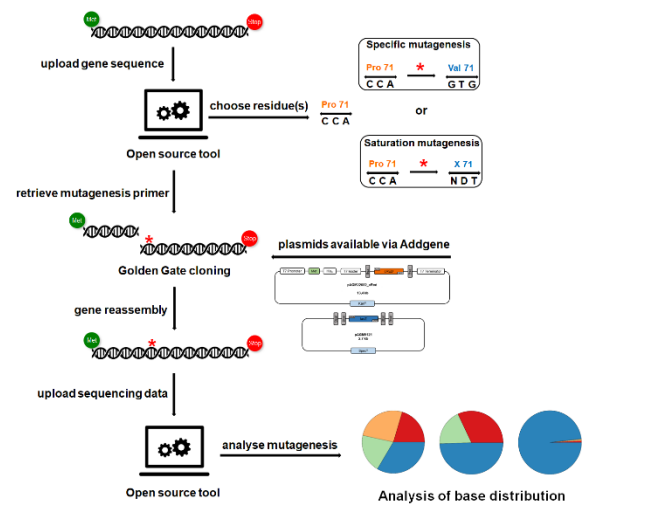 Met
Stop
upload gene sequence
Specific mutagenesis
Pro 71 * Val 71
C C A G T G
choose residue(s)
Pro 71
C C A
or
Open source tool
Saturation mutagenesis
Pro 71 * X 71
C C A N D T
retrieve mutagenesis primer
Met
*
Stop
plasmids available via Addgene
Golden Gate cloning
gene reassembly
Met
*
Stop
upload sequencing data
analyse mutagenesis
Open source tool
Analysis of base distribution